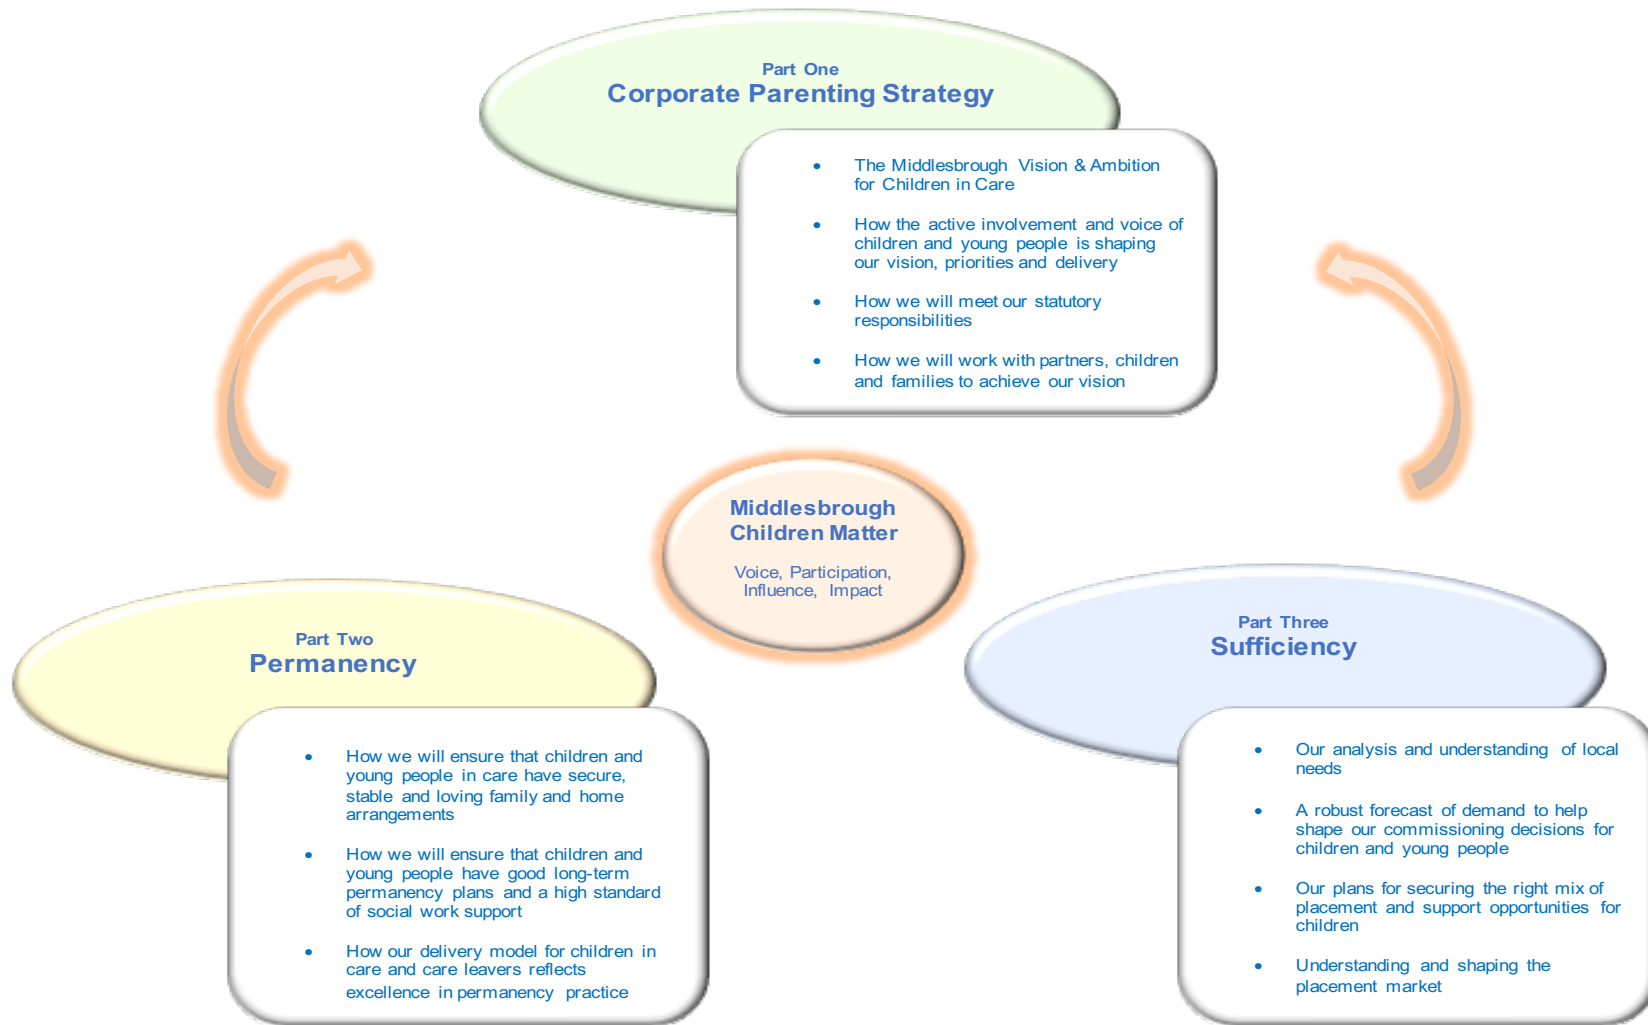 Part One
Corporate Parenting Strategy
• The Middlesbrough Vision & Ambition
for Children in Care
• How the active involvement and voice of
children and young people is shaping
our vision, priorities and delivery
• How we will meet our statutory
responsibilities
• How we will work with partners, children
and families to achieve our vision
Middlesbrough
Children Matter
Voice, Participation,
Influence, Impact
Part Two
Permanency
• How we will ensure that children and
young people in care have secure,
stable and loving family and home
arrangements
• How we will ensure that children and
young people have good long-term
permanency plans and a high standard
of social work support
• How our delivery model for children in
care and care leavers reflects
excellence in permanency practice
Part Three
Sufficiency
• Our analysis and understanding of local
needs
• A robust forecast of demand to help
shape our commissioning decisions for
children and young people
• Our plans for securing the right mix of
placement and support opportunities for
children
• Understanding and shaping the
placement market